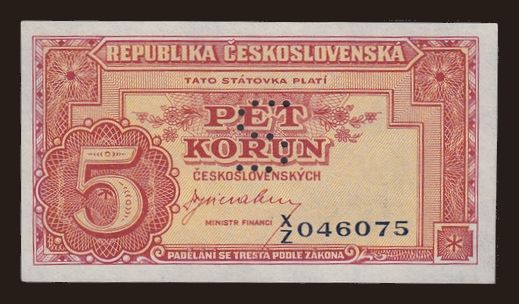 REPUBLIKA ČESKOSLOVENSKÁ
TATO STÁTOVKA PLATÍ
PĚT
KORUN
ČESKOSLOVENSKÝCH
5
MINISTR FINANCÍ
X/Z 046075
PADĚLÁNÍ SE TRESTÁ PODLE ZÁKONA